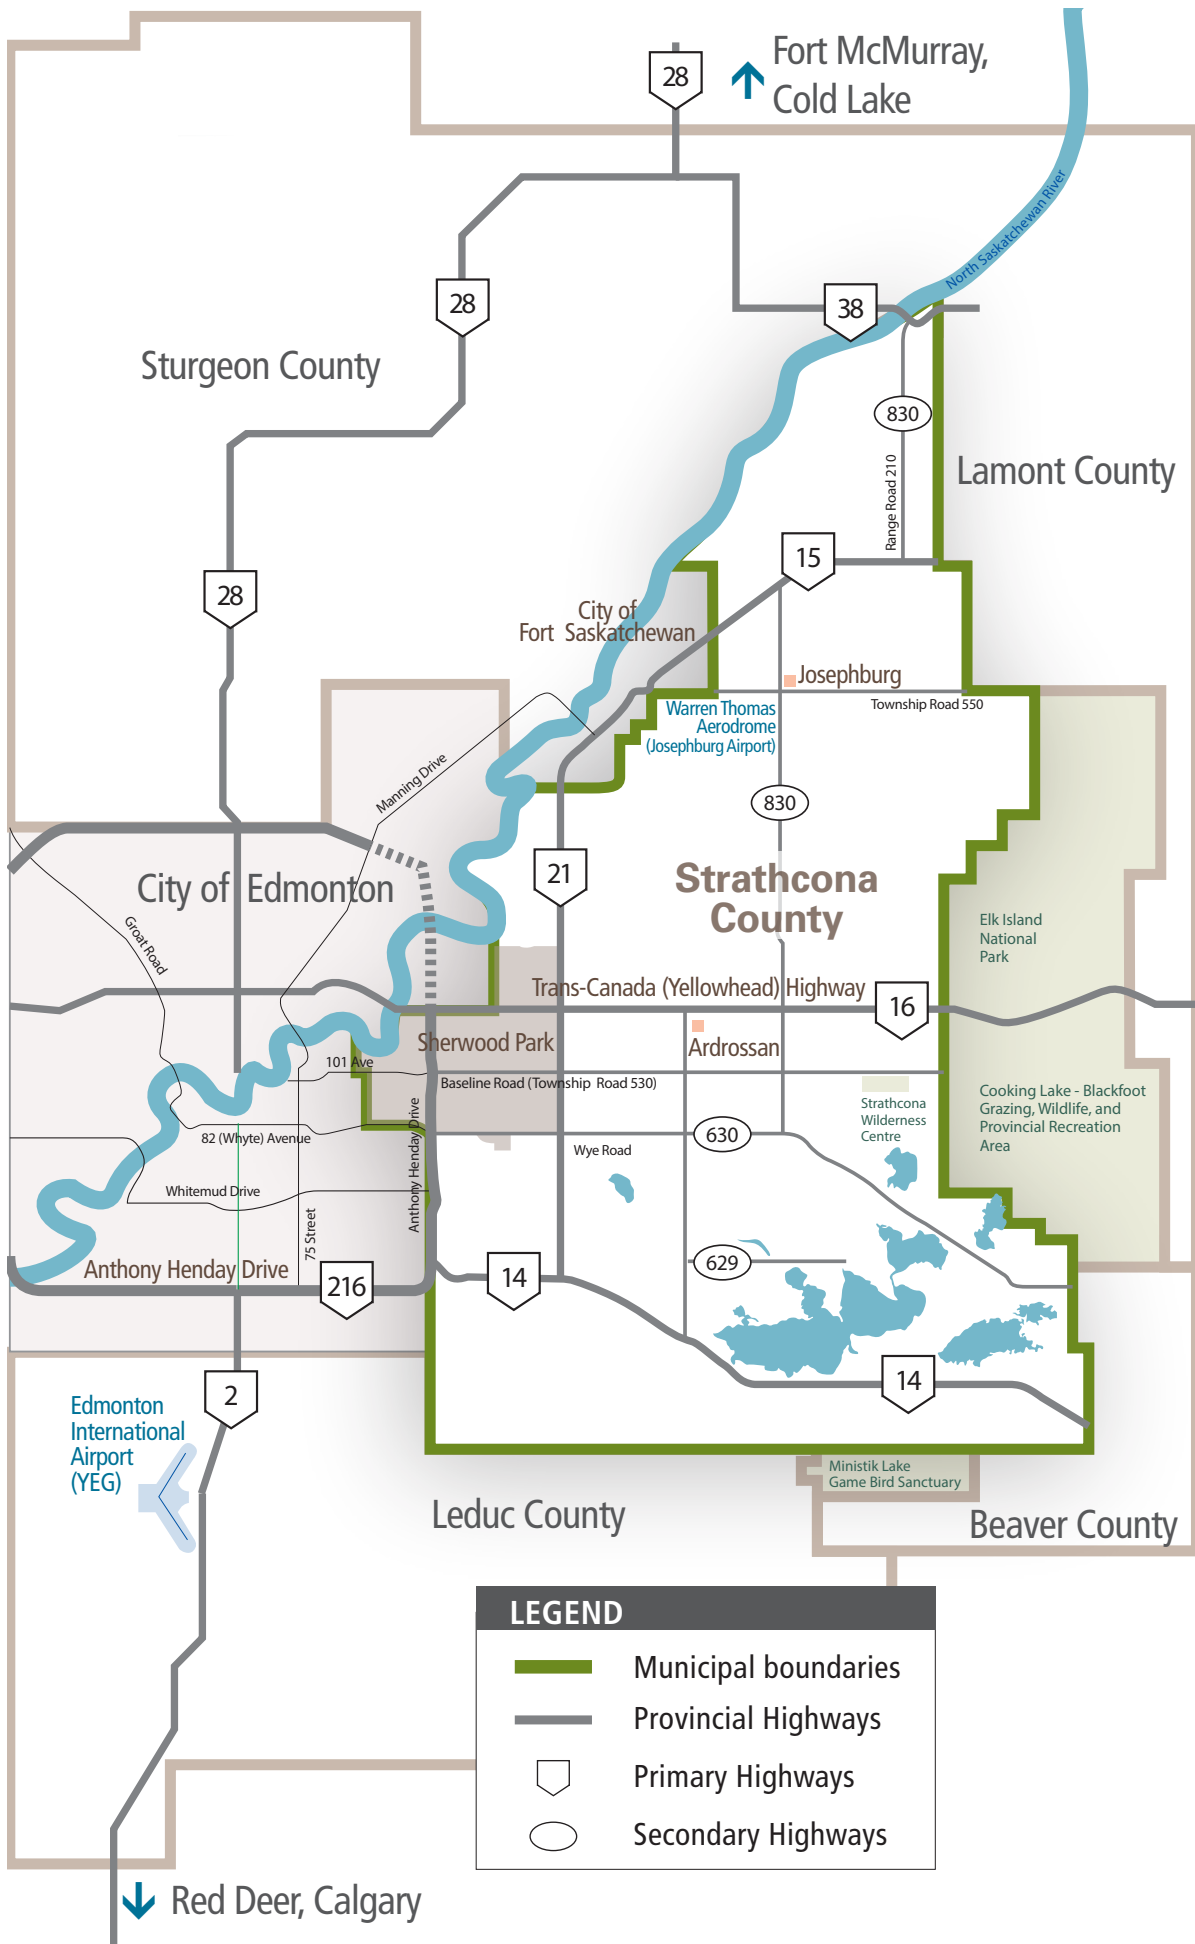 28
Fort McMurray,
Cold Lake
North Saskatchewan River
28
38
Sturgeon County
830
Lamont County
Range Road 210
15
28
City of
Fort Saskatchewan
Josephburg
Township Road 550
Warren Thomas
Aerodrome
(Josephburg Airport)
Manning Drive
830
21
Strathcona
County
City of Edmonton
Groat Road
Elk Island
National
Park
Trans-Canada (Yellowhead) Highway
16
Sherwood Park
Ardrossan
101 Ave
Baseline Road (Township Road 530)
Strathcona
Wilderness
Centre
Cooking Lake - Blackfoot
Grazing, Wildlife, and
Provincial Recreation
Area
82 (Whyte) Avenue
Anthony Henday Drive
630
Wye Road
Whitemud Drive
75 Street
Anthony Henday Drive
216
14
629
14
2
Edmonton
International
Airport
(YEG)
Ministik Lake
Game Bird Sanctuary
Leduc County
Beaver County
LEGEND
Municipal boundaries
Provincial Highways
Primary Highways
Secondary Highways
Red Deer, Calgary